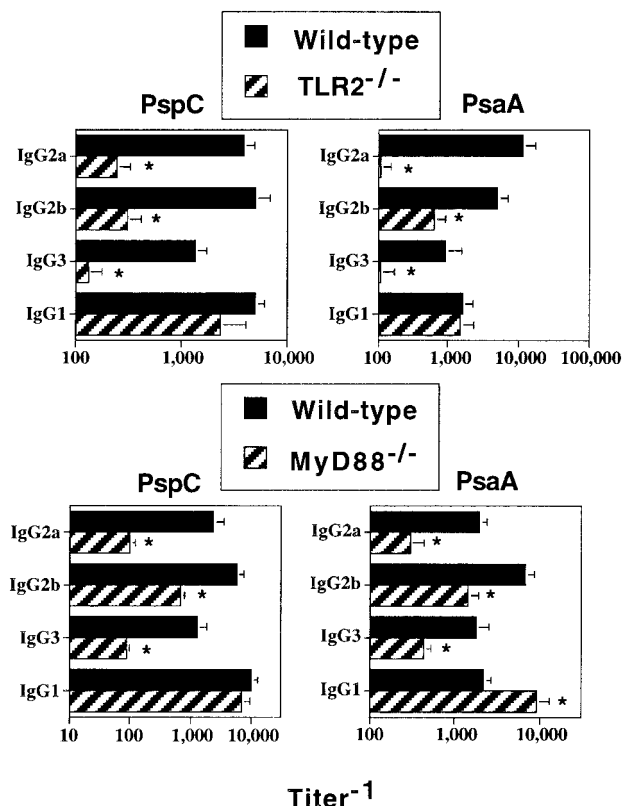 Wild-type
TLR2-/-
PspC PsaA
IgG2a IgG2a
*
*
IgG2b IgG2b
*
*
IgG3 IgG3
*
*
IgG1 IgG1
100 1,000 10,000 100 1,000 10,000 100,000
Wild-type
MyD88-/-
PspC PsaA
IgG2a IgG2a
*
*
IgG2b IgG2b
*
*
IgG3 IgG3
*
*
IgG1 IgG1
*
10 100 1,000 10,000 100 1,000 10,000
Titer-1